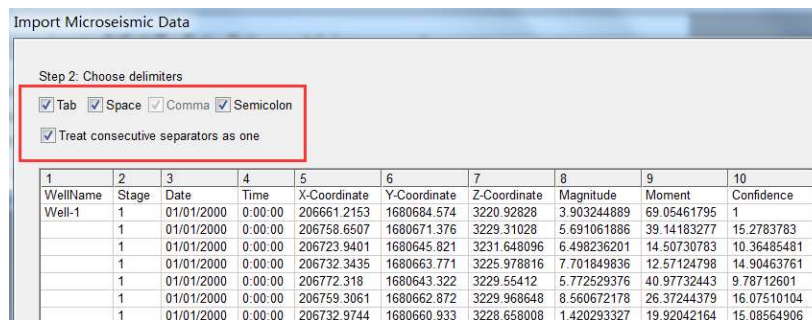 Import Microseismic Data
Step 2: Choose delimiters
Tab Space Comma Semicolon
Treat consecutive separators as one
1 2 3 4 5 6 7 8 9 10
WellName Stage Date Time X-Coordinate Y-Coordinate Z-Coordinate Magnitude Moment Confidence
Well-1 1 01/01/2000 0:00:00 206661.2153 1680684.574 3220.92828 3.903244889 69.05461795 1
1 01/01/2000 0:00:00 206758.6507 1680671.376 3229.31028 5.691061886 39.14183277 15.2783783
1 01/01/2000 0:00:00 206723.9401 1680645.821 3231.648096 6.498236201 14.50730783 10.36485481
1 01/01/2000 0:00:00 206732.3435 1680663.771 3225.978816 7.701849836 12.57124798 14.90463761
1 01/01/2000 0:00:00 206772.318 1680643.322 3229.55412 5.772529376 40.97732443 9.78712601
1 01/01/2000 0:00:00 206759.3061 1680662.872 3229.968648 8.560672178 26.37244379 16.07510104
1 01/01/2000 0:00:00 206732.9744 1680660.933 3228.658008 1.420293327 19.92042164 15.08564906